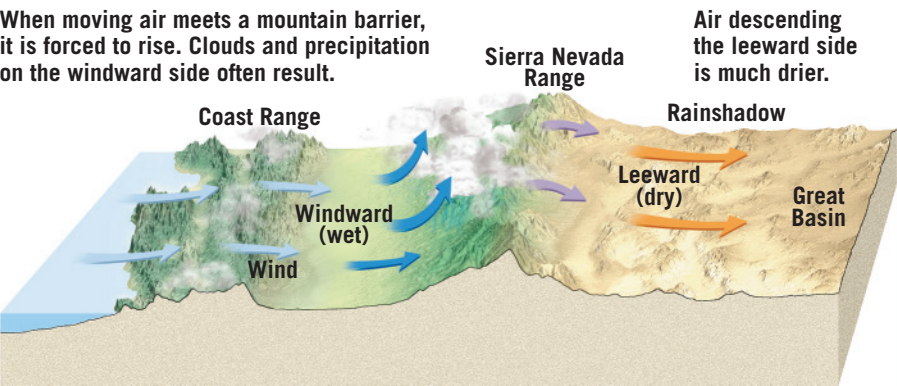 When moving air meets a mountain barrier,
it is forced to rise. Clouds and precipitation
on the windward side often result.
Sierra Nevada
Range
Air descending
the leeward side
is much drier.
Coast Range
Rainshadow
Leeward
(dry)
Great
Basin
Windward
(wet)
Wind